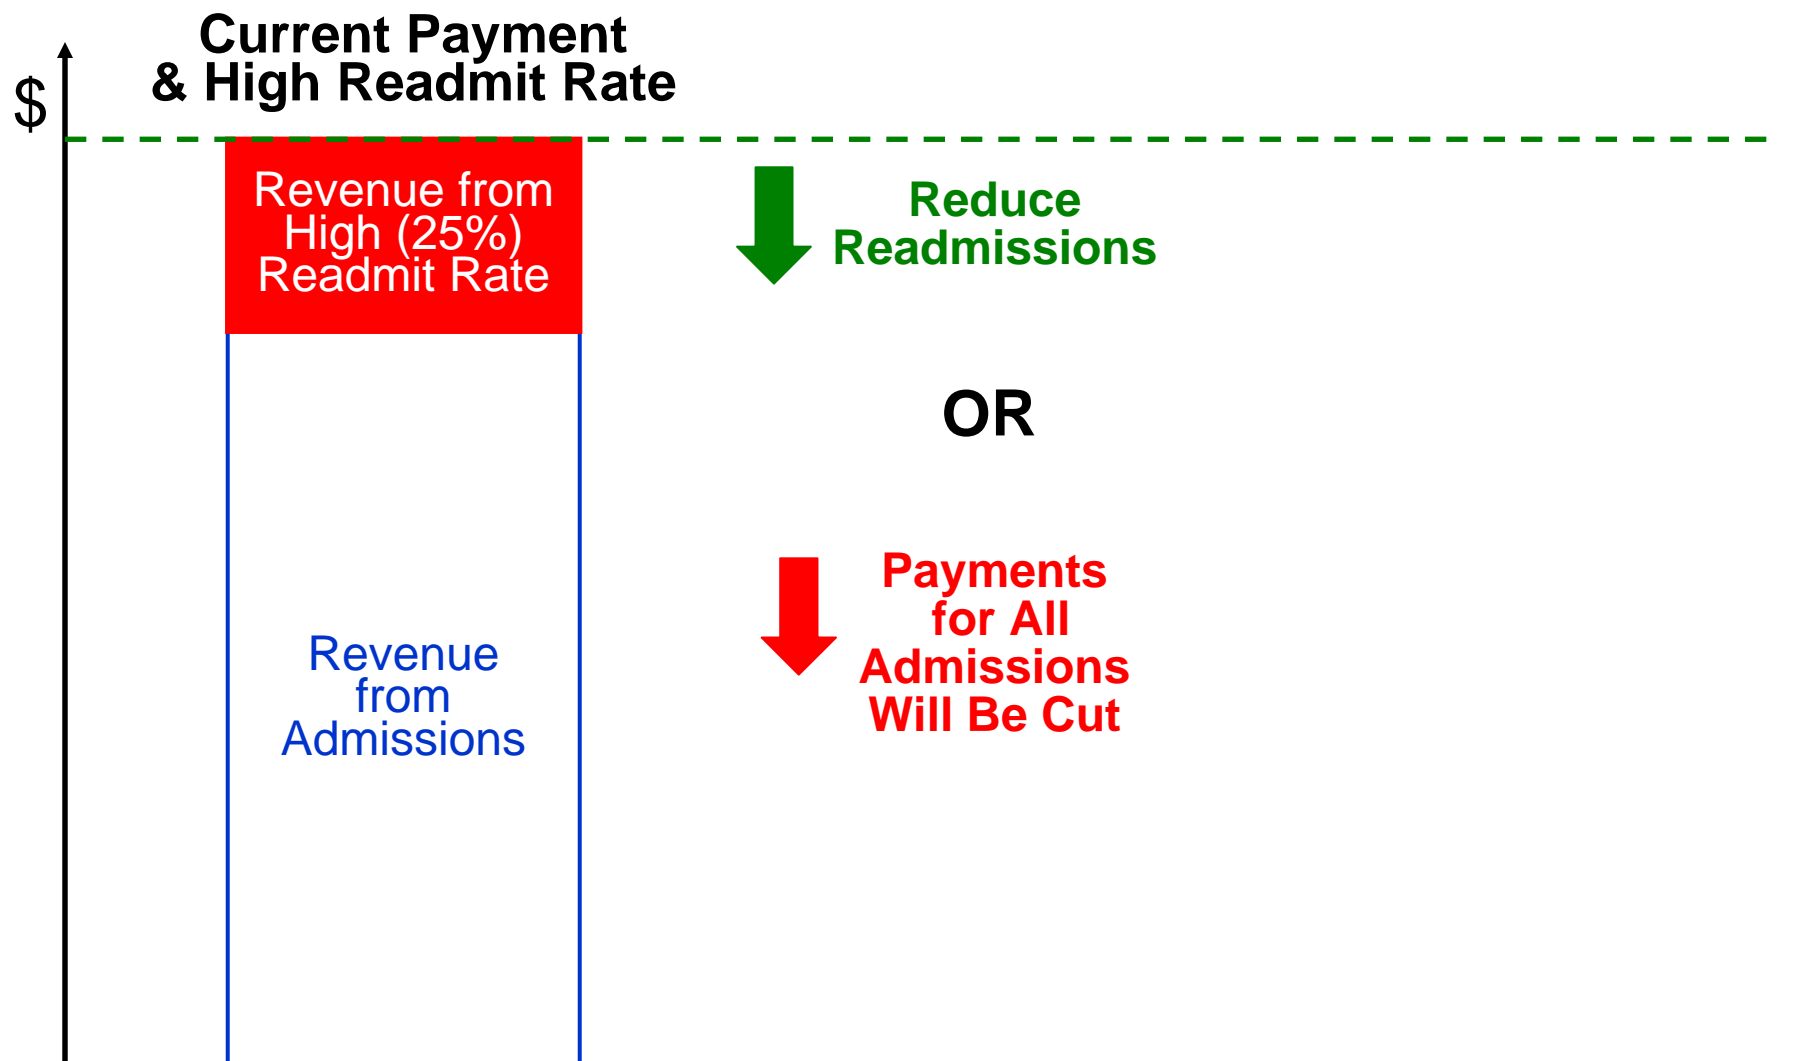 Current Payment
& High Readmit Rate
$
Revenue from
High (25%)
Readmit Rate
Reduce
Readmissions
OR
Payments
for All
Admissions
Will Be Cut
Revenue
from
Admissions